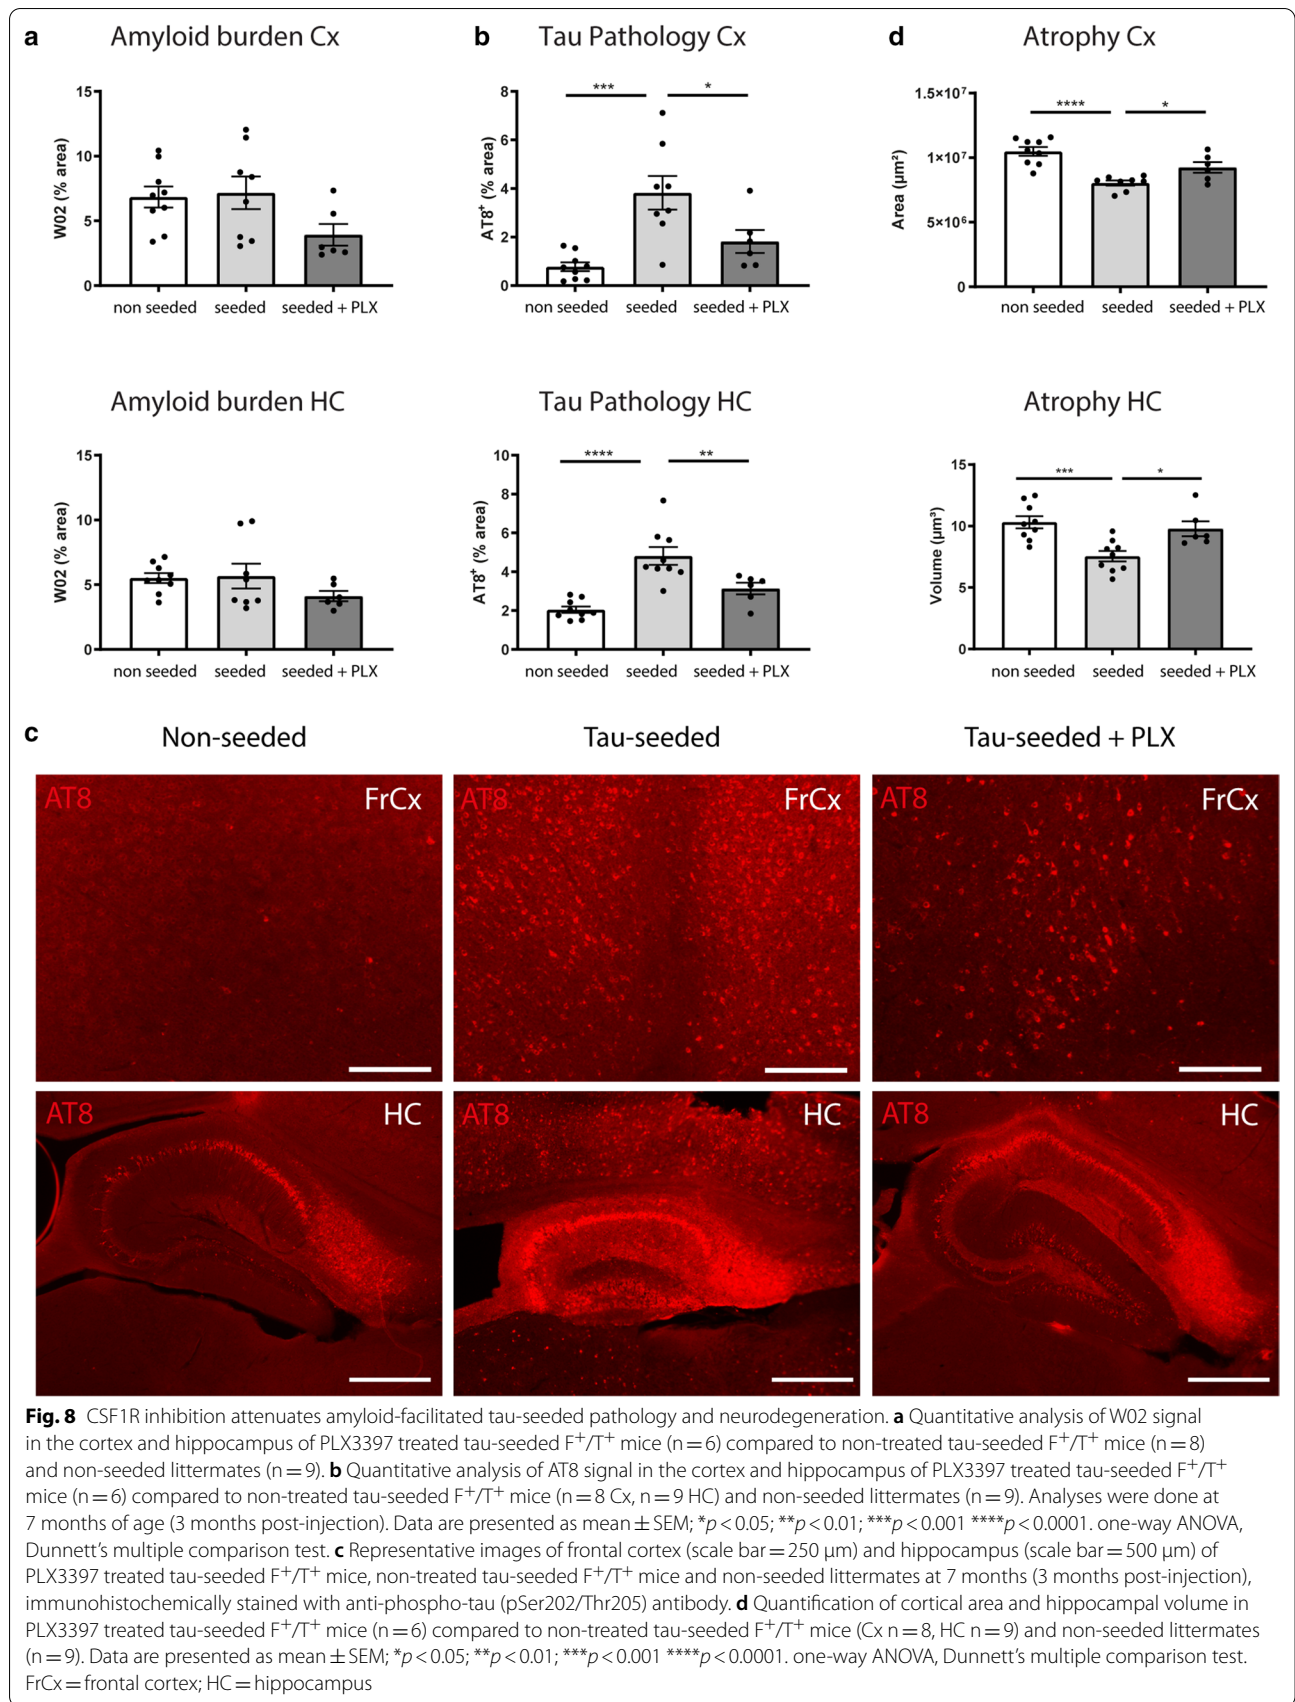 a Amyloid burden Cx
W02 (% area)
15
10
5
0
non seeded seeded seeded + PLX
b Tau Pathology Cx
AT8⁺ (% area)
8
6
4
2
0
*** *
non seeded seeded seeded + PLX
d Atrophy Cx
Area (µm²)
1.5×10⁷
1×10⁷
5×10⁶
0
**** *
non seeded seeded seeded + PLX
Amyloid burden HC
W02 (% area)
15
10
5
0
non seeded seeded seeded + PLX
Tau Pathology HC
AT8⁺ (% area)
10
8
6
4
2
0
**** **
non seeded seeded seeded + PLX
Atrophy HC
Volume (µm³)
15
10
5
0
*** *
non seeded seeded seeded + PLX
c Non-seeded Tau-seeded Tau-seeded + PLX
AT8 FrCx AT8 FrCx AT8 FrCx
AT8 HC AT8 HC AT8 HC
Fig. 8 CSF1R inhibition attenuates amyloid-facilitated tau-seeded pathology and neurodegeneration. a Quantitative analysis of W02 signal
in the cortex and hippocampus of PLX3397 treated tau-seeded F⁺/T⁺ mice (n = 6) compared to non-treated tau-seeded F⁺/T⁺ mice (n = 8)
and non-seeded littermates (n = 9). b Quantitative analysis of AT8 signal in the cortex and hippocampus of PLX3397 treated tau-seeded F⁺/T⁺
mice (n = 6) compared to non-treated tau-seeded F⁺/T⁺ mice (n = 8 Cx, n = 9 HC) and non-seeded littermates (n = 9). Analyses were done at
7 months of age (3 months post-injection). Data are presented as mean ± SEM; *p < 0.05; **p < 0.01; ***p < 0.001 ****p < 0.0001. one-way ANOVA,
Dunnett's multiple comparison test. c Representative images of frontal cortex (scale bar = 250 µm) and hippocampus (scale bar = 500 µm) of
PLX3397 treated tau-seeded F⁺/T⁺ mice, non-treated tau-seeded F⁺/T⁺ mice and non-seeded littermates at 7 months (3 months post-injection),
immunohistochemically stained with anti-phospho-tau (pSer202/Thr205) antibody. d Quantification of cortical area and hippocampal volume in
PLX3397 treated tau-seeded F⁺/T⁺ mice (n = 6) compared to non-treated tau-seeded F⁺/T⁺ mice (Cx n = 8, HC n = 9) and non-seeded littermates
(n = 9). Data are presented as mean ± SEM; *p < 0.05; **p < 0.01; ***p < 0.001 ****p < 0.0001. one-way ANOVA, Dunnett's multiple comparison test.
FrCx = frontal cortex; HC = hippocampus